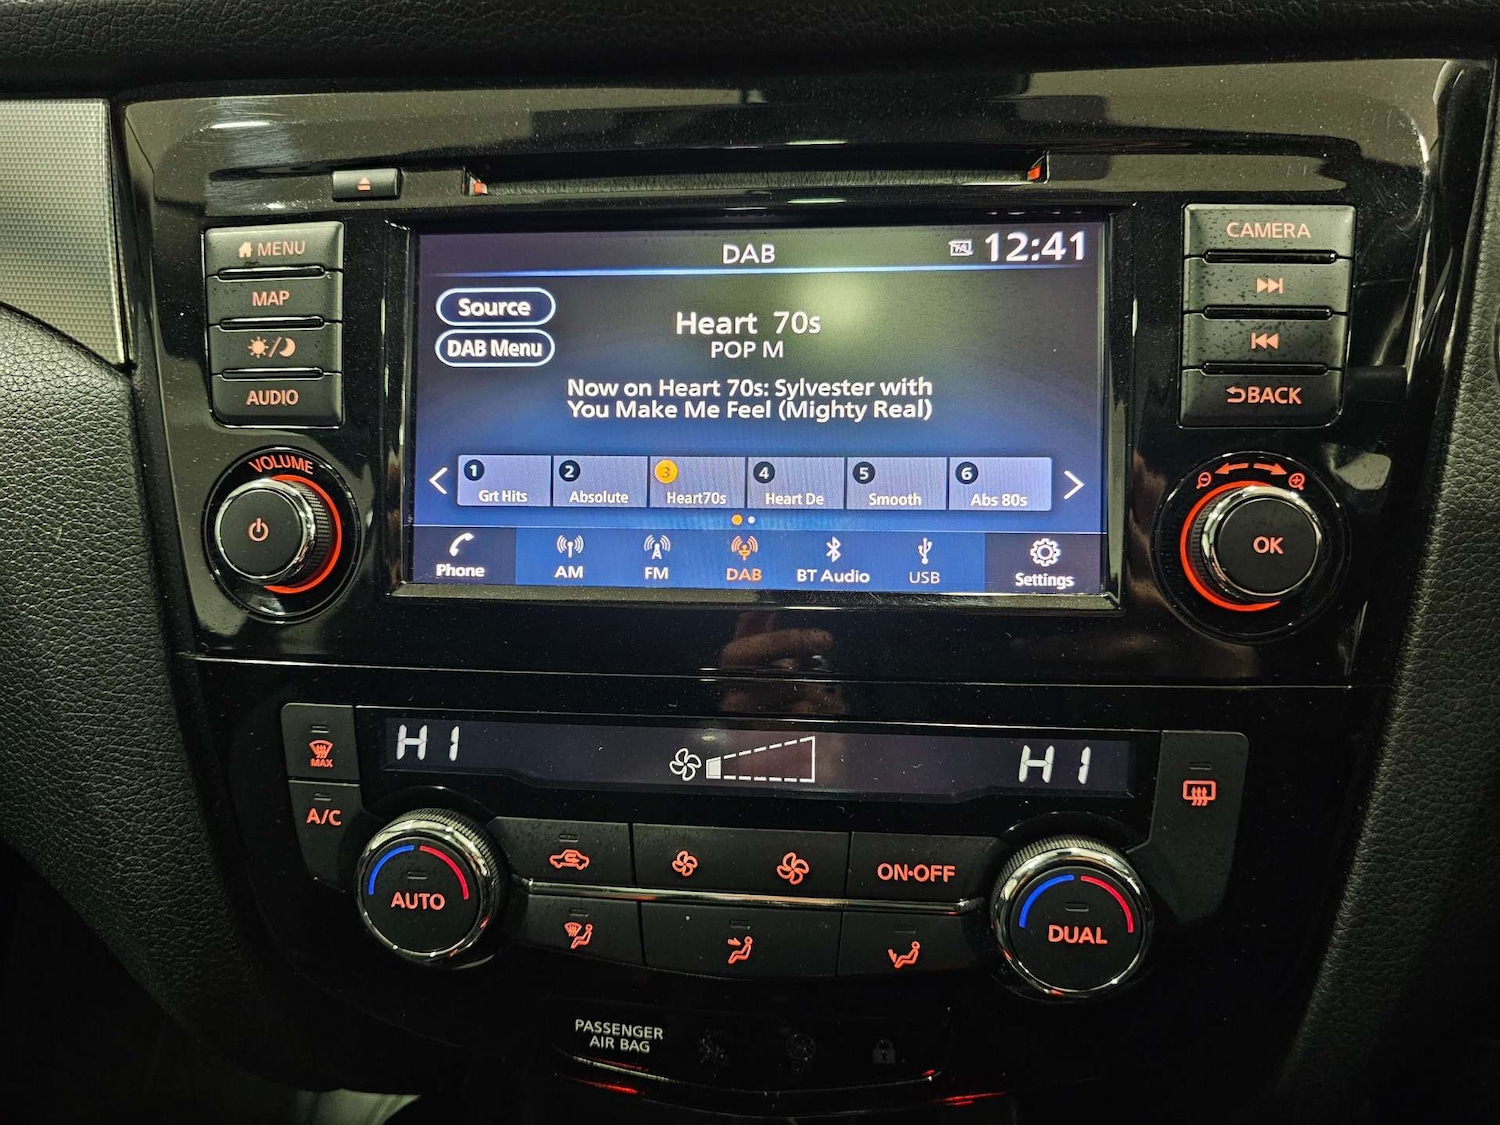 MENU
MAP
AUDIO
VOLUME
DAB
TA
12:41
Source
DAB Menu
Heart 70s
POP M
Now on Heart 70s: Sylvester with
You Make Me Feel (Mighty Real)
1 Grt Hits
2 Absolute
3 Heart70s
4 Heart De
5 Smooth
6 Abs 80s
Phone
AM
FM
DAB
BT Audio
USB
Settings
CAMERA
BACK
OK
MAX
A/C
HI
HI
AUTO
ON·OFF
DUAL
PASSENGER
AIR BAG